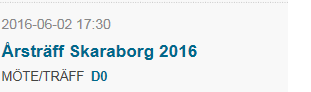 2016-06-02 17:30
Årsträff Skaraborg 2016
MÖTE/TRÄFF D0